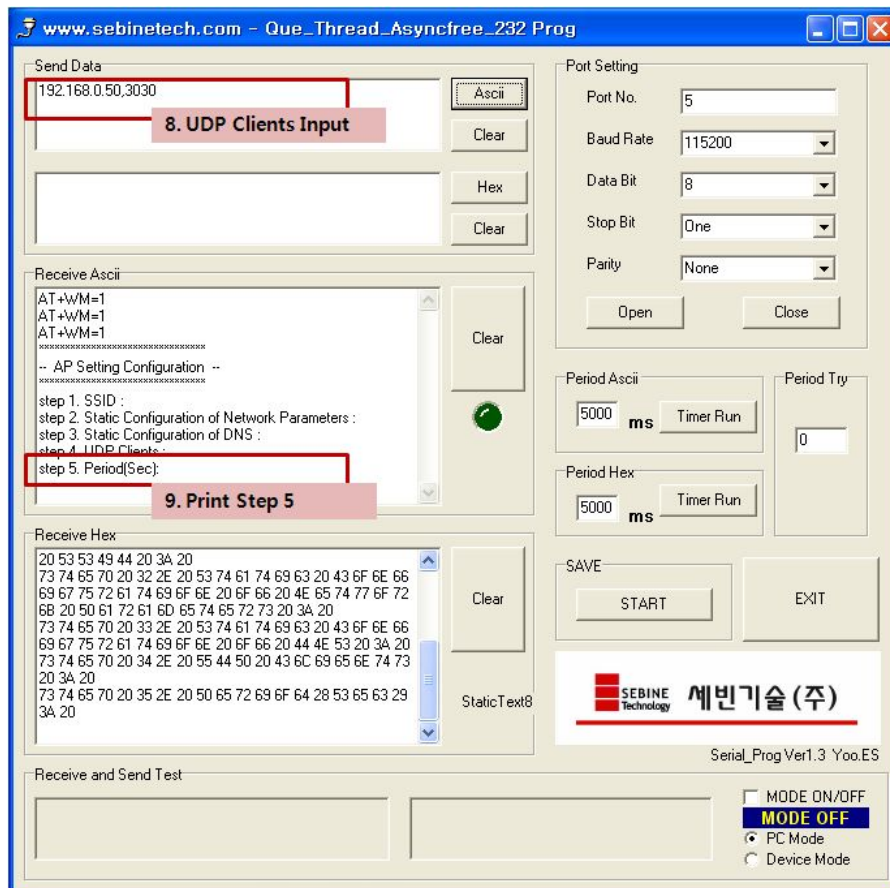 www.sebinetech.com - Que_Thread_Asyncfree_232 Prog
Send Data
192.168.0.50,3030
8. UDP Clients Input
Ascii
Clear
Hex
Clear
Receive Ascii
AT+WM=1
AT+WM=1
AT+WM=1
********************************
-- AP Setting Configuration --
********************************
step 1. SSID :
step 2. Static Configuration of Network Parameters :
step 3. Static Configuration of DNS :
step 4. UDP Clients :
step 5. Period(Sec):
9. Print Step 5
Clear
Receive Hex
20 53 53 49 44 20 3A 20
73 74 65 70 20 32 2E 20 53 74 61 74 69 63 20 43 6F 6E 66
69 67 75 72 61 74 69 6F 6E 20 6F 66 20 4E 65 74 77 6F 72
6B 20 50 61 72 61 6D 65 74 65 72 73 20 3A 20
73 74 65 70 20 33 2E 20 53 74 61 74 69 63 20 43 6F 6E 66
69 67 75 72 61 74 69 6F 6E 20 6F 66 20 44 4E 53 20 3A 20
73 74 65 70 20 34 2E 20 55 44 50 20 43 6C 69 65 6E 74 73
20 3A 20
73 74 65 70 20 35 2E 20 50 65 72 69 6F 64 28 53 65 63 29
3A 20
Clear
StaticText8
Port Setting
Port No. 5
Baud Rate 115200
Data Bit 8
Stop Bit One
Parity None
Open Close
Period Ascii
5000 ms Timer Run
Period Try
0
Period Hex
5000 ms Timer Run
SAVE
START
EXIT
SEBINE Technology 세빈기술(주)
Serial_Prog Ver1.3 Yoo.ES
Receive and Send Test
MODE ON/OFF
MODE OFF
PC Mode
Device Mode